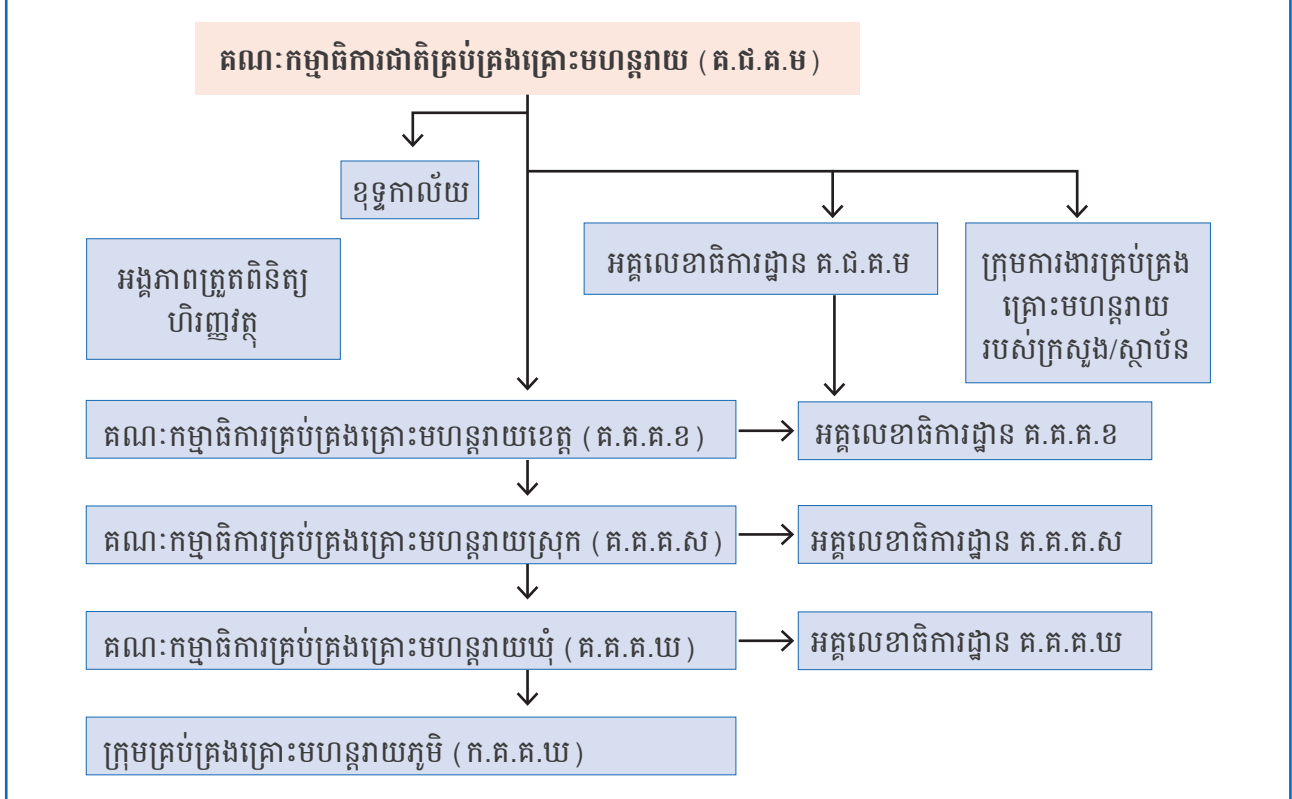 គណៈកម្មាធិការជាតិគ្រប់គ្រងគ្រោះមហន្តរាយ (គ.ជ.គ.ម)
ខុទ្ទកាល័យ
អង្គភាពត្រួតពិនិត្យ
ហិរញ្ញវត្ថុ
អគ្គលេខាធិការដ្ឋាន គ.ជ.គ.ម
ក្រុមការងារគ្រប់គ្រង
គ្រោះមហន្តរាយ
របស់ក្រសួង/ស្ថាប័ន
គណៈកម្មាធិការគ្រប់គ្រងគ្រោះមហន្តរាយខេត្ត (គ.គ.គ.ខ)
អគ្គលេខាធិការដ្ឋាន គ.គ.គ.ខ
គណៈកម្មាធិការគ្រប់គ្រងគ្រោះមហន្តរាយស្រុក (គ.គ.គ.ស)
អគ្គលេខាធិការដ្ឋាន គ.គ.គ.ស
គណៈកម្មាធិការគ្រប់គ្រងគ្រោះមហន្តរាយឃុំ (គ.គ.គ.ឃ)
អគ្គលេខាធិការដ្ឋាន គ.គ.គ.ឃ
ក្រុមគ្រប់គ្រងគ្រោះមហន្តរាយភូមិ (ក.គ.គ.ឃ)